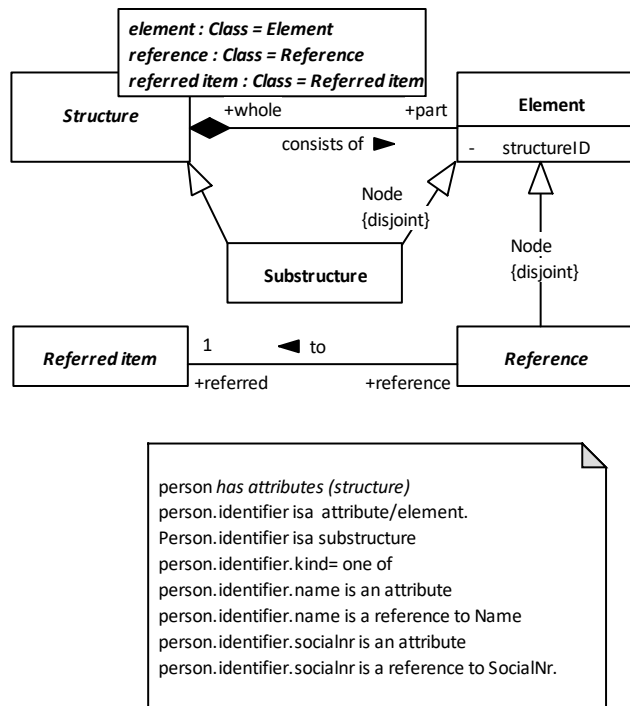 element : Class = Element
reference : Class = Reference
referred item : Class = Referred item
Structure
+whole
+part
consists of ►
Element
- structureID
Node
{disjoint}
Node
{disjoint}
Substructure
Referred item
1
◄ to
+referred
+reference
Reference
person has attributes (structure)
person.identifier isa attribute/element.
Person.identifier isa substructure
person.identifier.kind= one of
person.identifier.name is an attribute
person.identifier.name is a reference to Name
person.identifier.socialnr is an attribute
person.identifier.socialnr is a reference to SocialNr.